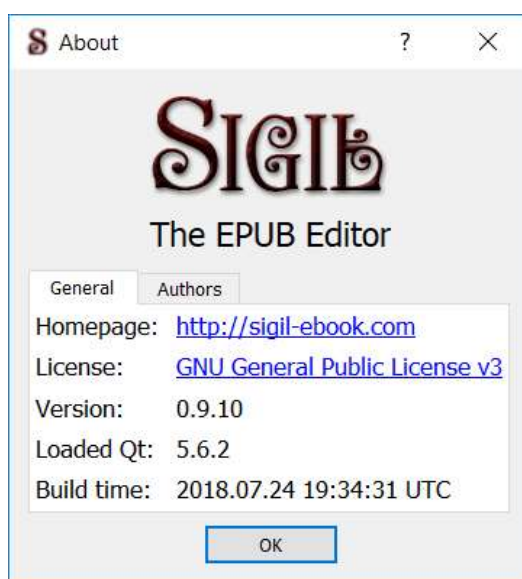 S About ?
SIGIL
The EPUB Editor
General Authors
Homepage: http://sigil-ebook.com
License: GNU General Public License v3
Version: 0.9.10
Loaded Qt: 5.6.2
Build time: 2018.07.24 19:34:31 UTC
OK